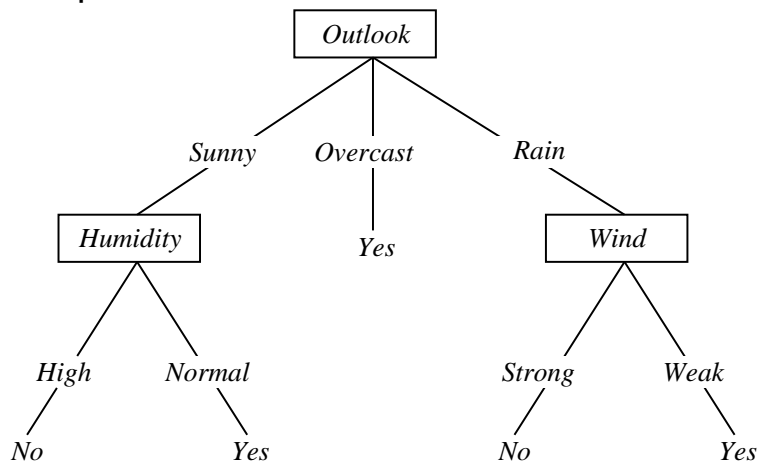 Outlook
Sunny Overcast Rain
Humidity Yes Wind
High Normal Strong Weak
No Yes No Yes